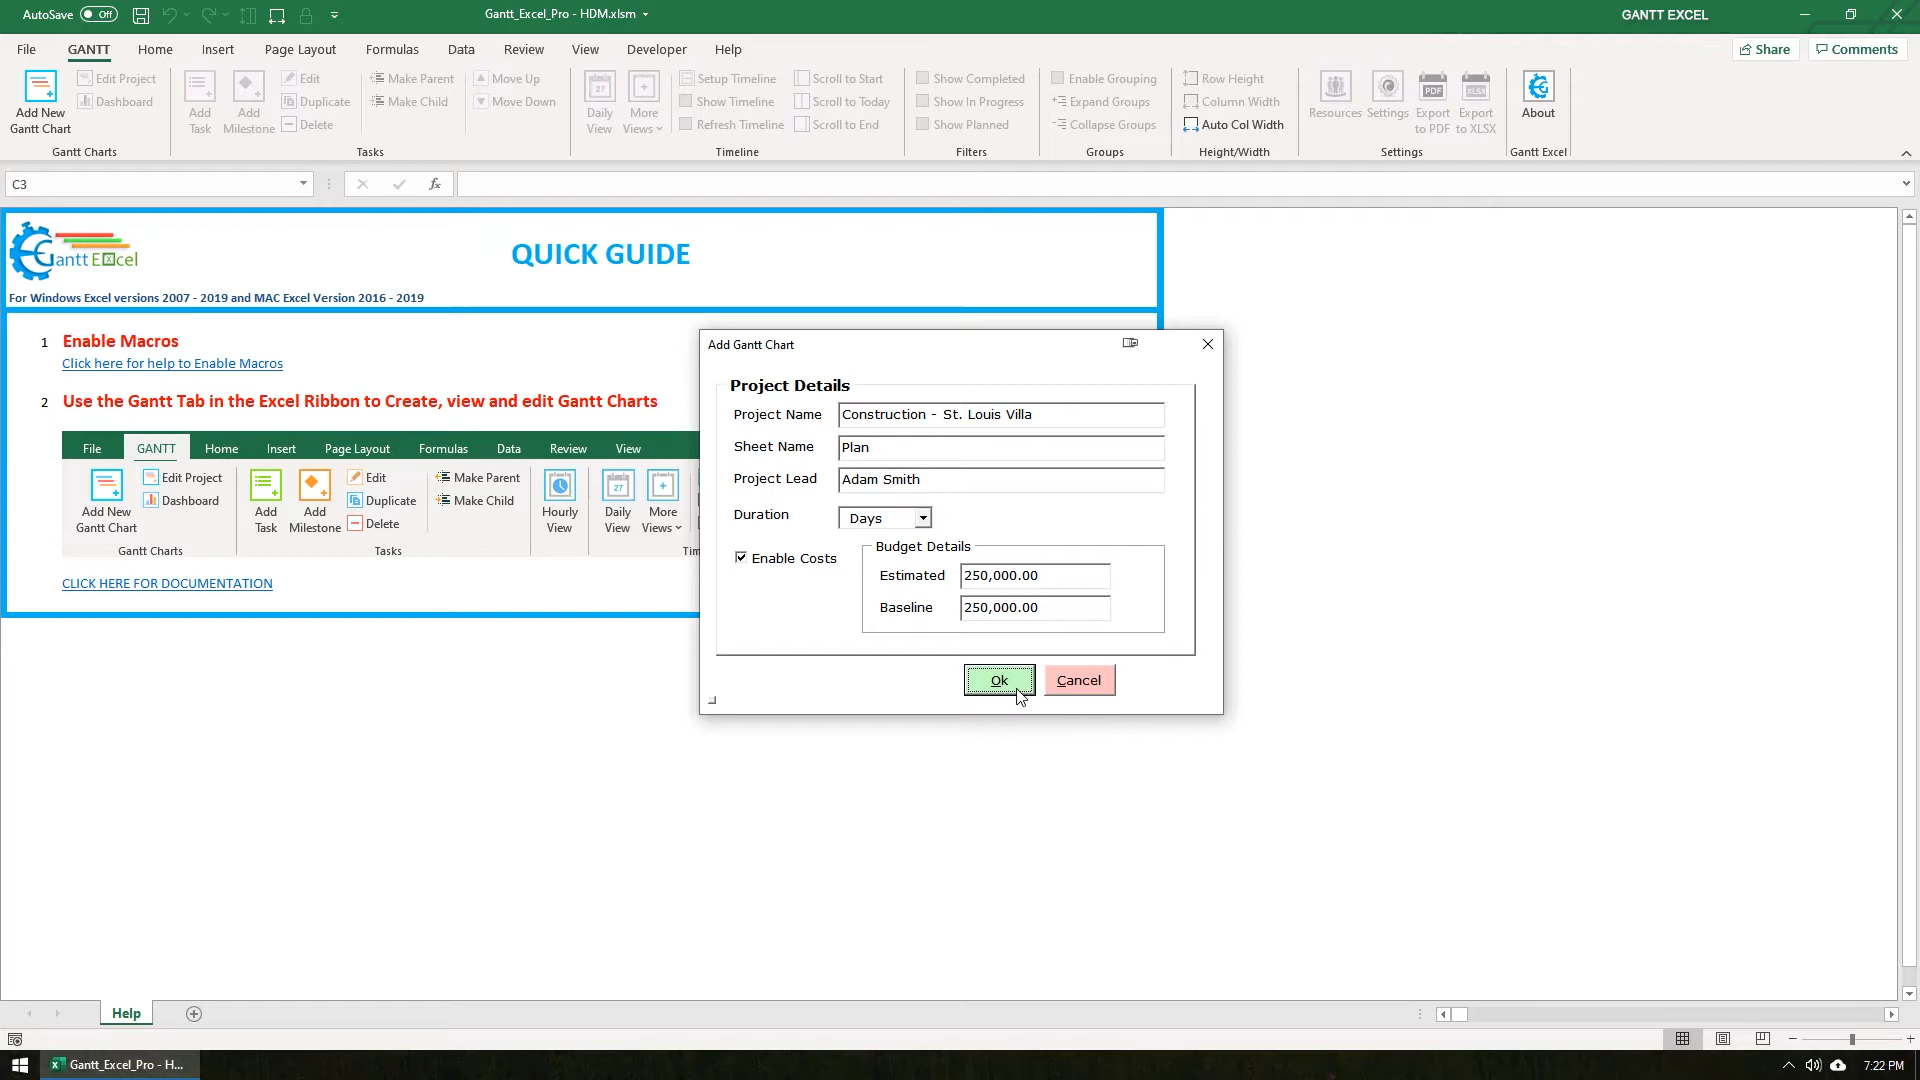 AutoSave Off
Gantt_Excel_Pro - HDM.xlsm
GANTT EXCEL
File GANTT Home Insert Page Layout Formulas Data Review View Developer Help
Share Comments
Add New Gantt Chart
Edit Project
Dashboard
Gantt Charts
Add Task
Add Milestone
Edit
Duplicate
Delete
Make Parent
Make Child
Move Up
Move Down
Tasks
Daily View
More Views
Setup Timeline
Show Timeline
Refresh Timeline
Scroll to Start
Scroll to Today
Scroll to End
Timeline
Show Completed
Show In Progress
Show Planned
Filters
Enable Grouping
Expand Groups
Collapse Groups
Groups
Row Height
Column Width
Auto Col Width
Height/Width
Resources
Settings
PDF
Export to PDF
XLSX
Export to XLSX
Settings
About
Gantt Excel
C3
fx
Gantt Excel
QUICK GUIDE
For Windows Excel versions 2007 - 2019 and MAC Excel Version 2016 - 2019
1 Enable Macros
Click here for help to Enable Macros
2 Use the Gantt Tab in the Excel Ribbon to Create, view and edit Gantt Charts
File GANTT Home Insert Page Layout Formulas Data Review View
Add New Gantt Chart
Edit Project
Dashboard
Gantt Charts
Add Task
Add Milestone
Edit
Duplicate
Delete
Make Parent
Make Child
Tasks
Hourly View
Daily View
More Views
Tim
CLICK HERE FOR DOCUMENTATION
Add Gantt Chart
Project Details
Project Name Construction - St. Louis Villa
Sheet Name Plan
Project Lead Adam Smith
Duration Days
Enable Costs
Budget Details
Estimated 250,000.00
Baseline 250,000.00
Ok Cancel
Help
Gantt_Excel_Pro - H...
7:22 PM